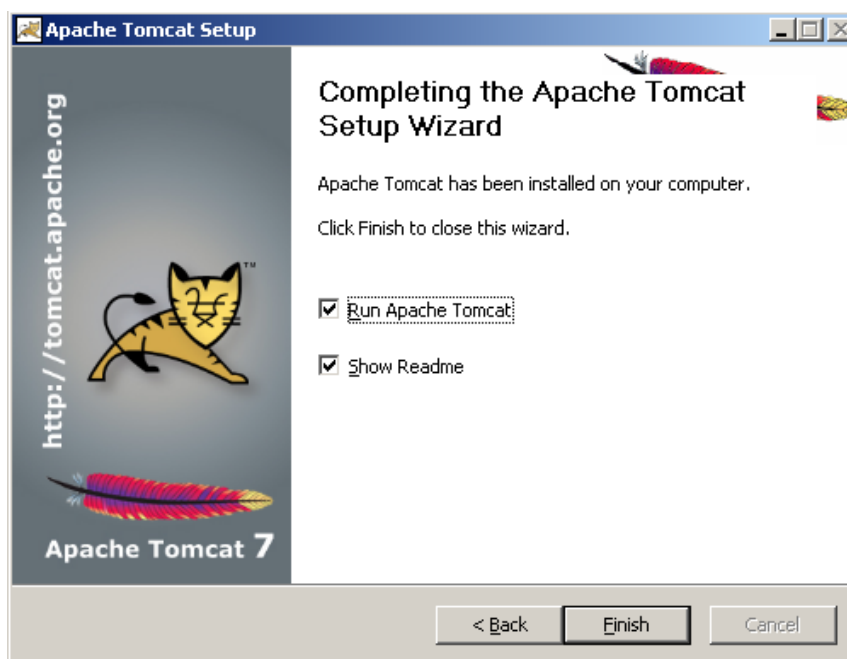 Apache Tomcat Setup
http://tomcat.apache.org
TM
Apache Tomcat 7
Completing the Apache Tomcat
Setup Wizard
Apache Tomcat has been installed on your computer.
Click Finish to close this wizard.
Run Apache Tomcat
Show Readme
< Back
Finish
Cancel